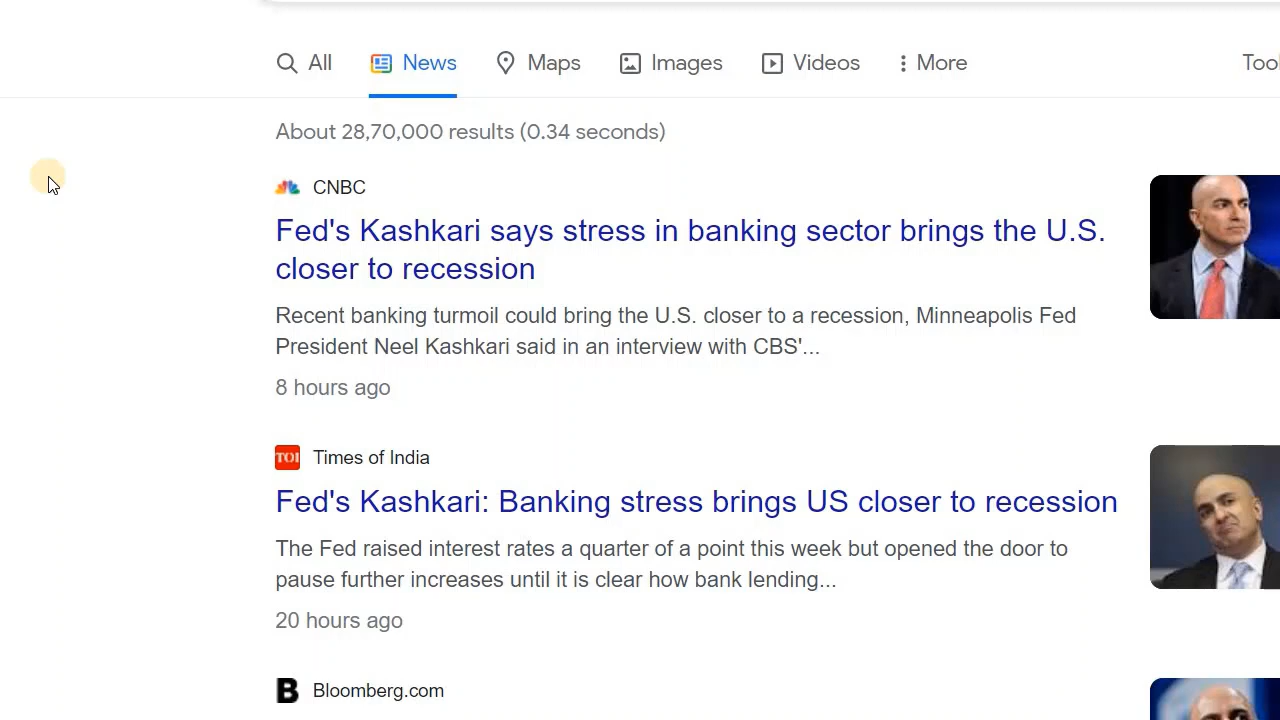 All News Maps Images Videos More Tool
About 28,70,000 results (0.34 seconds)
CNBC
Fed's Kashkari says stress in banking sector brings the U.S.
closer to recession
Recent banking turmoil could bring the U.S. closer to a recession, Minneapolis Fed
President Neel Kashkari said in an interview with CBS'...
8 hours ago
TOI Times of India
Fed's Kashkari: Banking stress brings US closer to recession
The Fed raised interest rates a quarter of a point this week but opened the door to
pause further increases until it is clear how bank lending...
20 hours ago
B Bloomberg.com